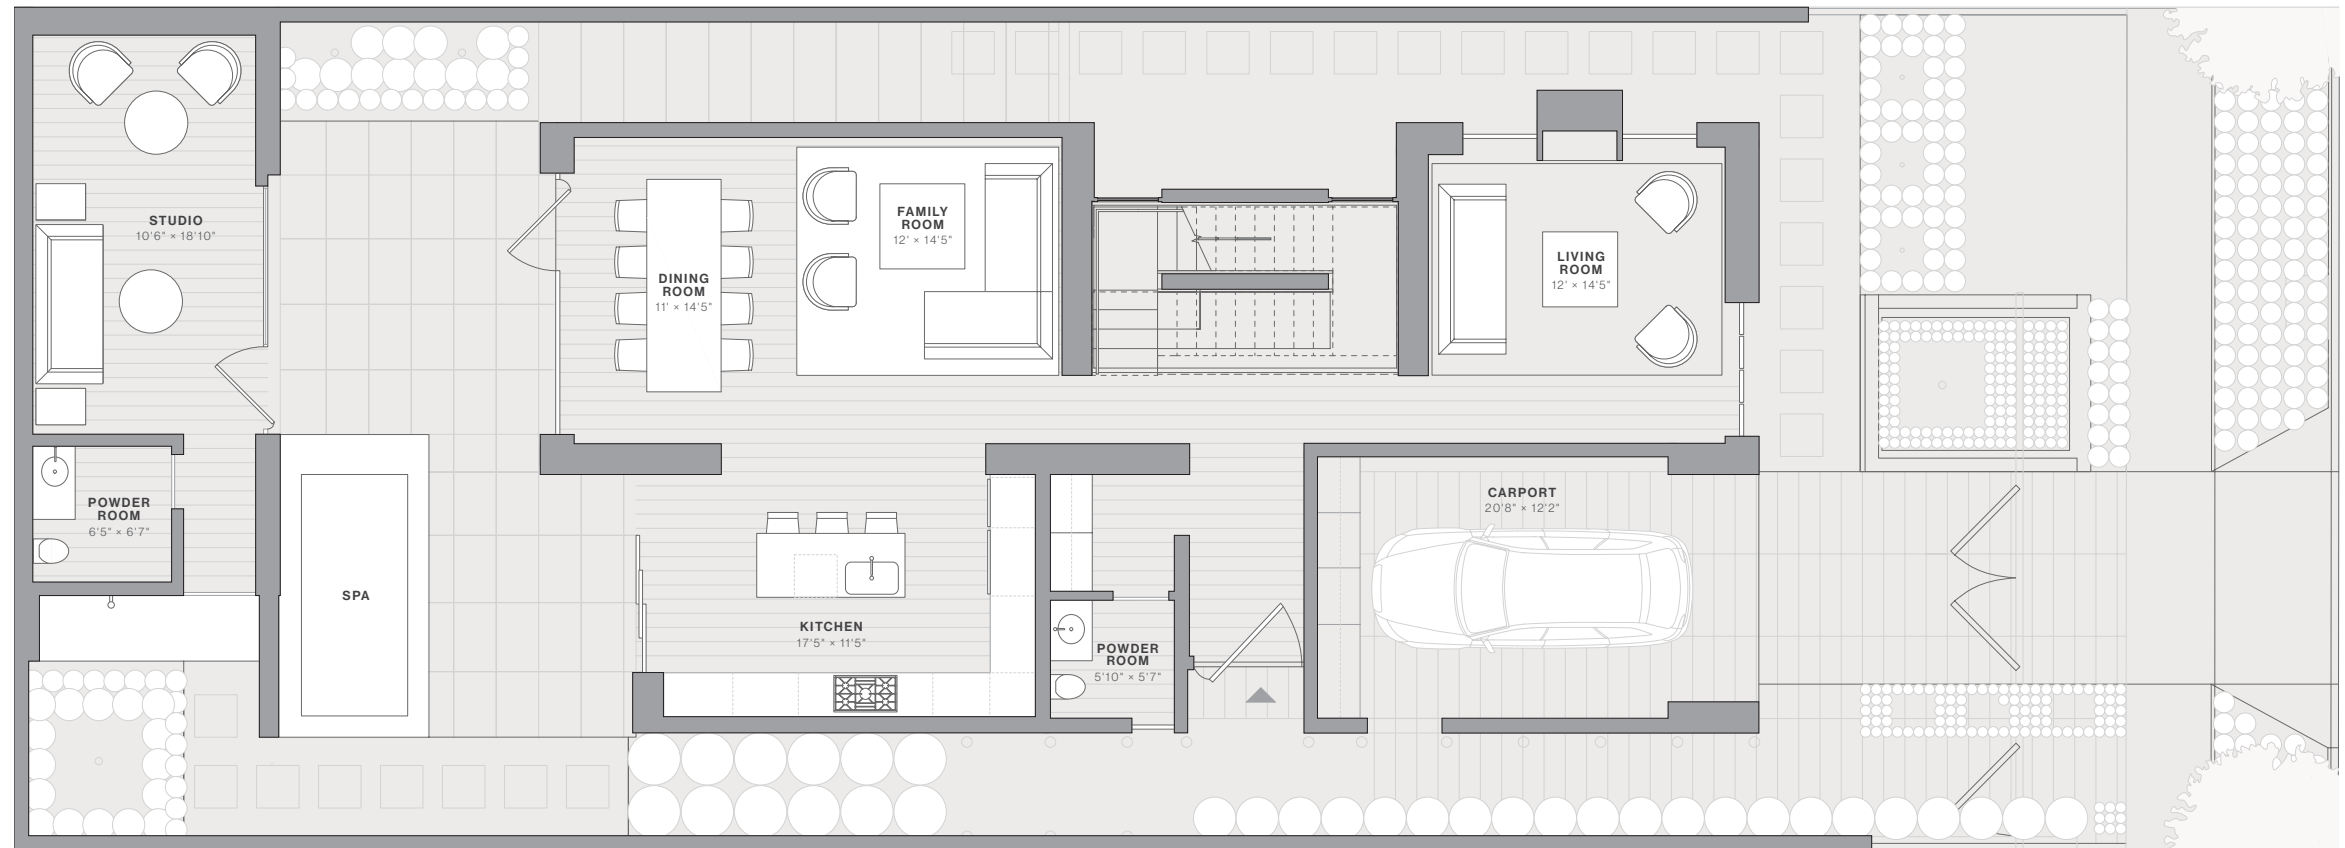 STUDIO
10'6" × 18'10"
FAMILY
ROOM
12' × 14'5"
DINING
ROOM
11' × 14'5"
LIVING
ROOM
12' × 14'5"
POWDER
ROOM
6'5" × 6'7"
SPA
KITCHEN
17'5" × 11'5"
POWDER
ROOM
5'10" × 5'7"
CARPORT
20'8" × 12'2"